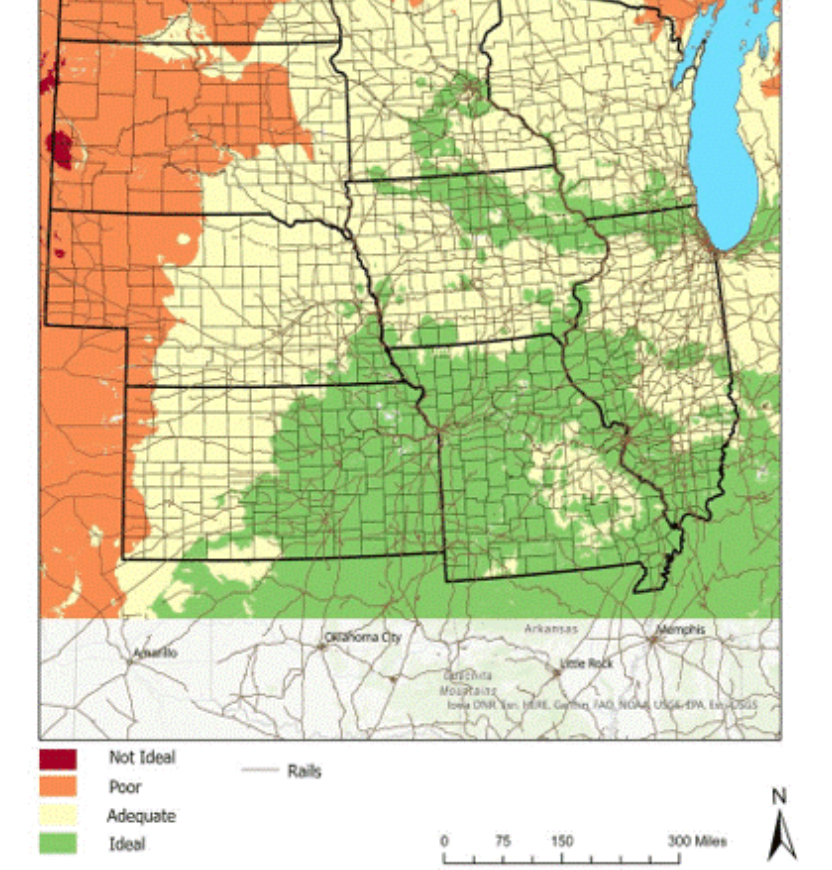 Arkansas
Memphis
Oklahoma City
Amarillo
Little Rock
Ouachita
Mountains
Iowa DNR, Esri, HERE, Garmin, FAO, NOAA, USGS, EPA, Esri, USGS
Not Ideal
Rails
Poor
Adequate
Ideal
N
0 75 150 300 Miles